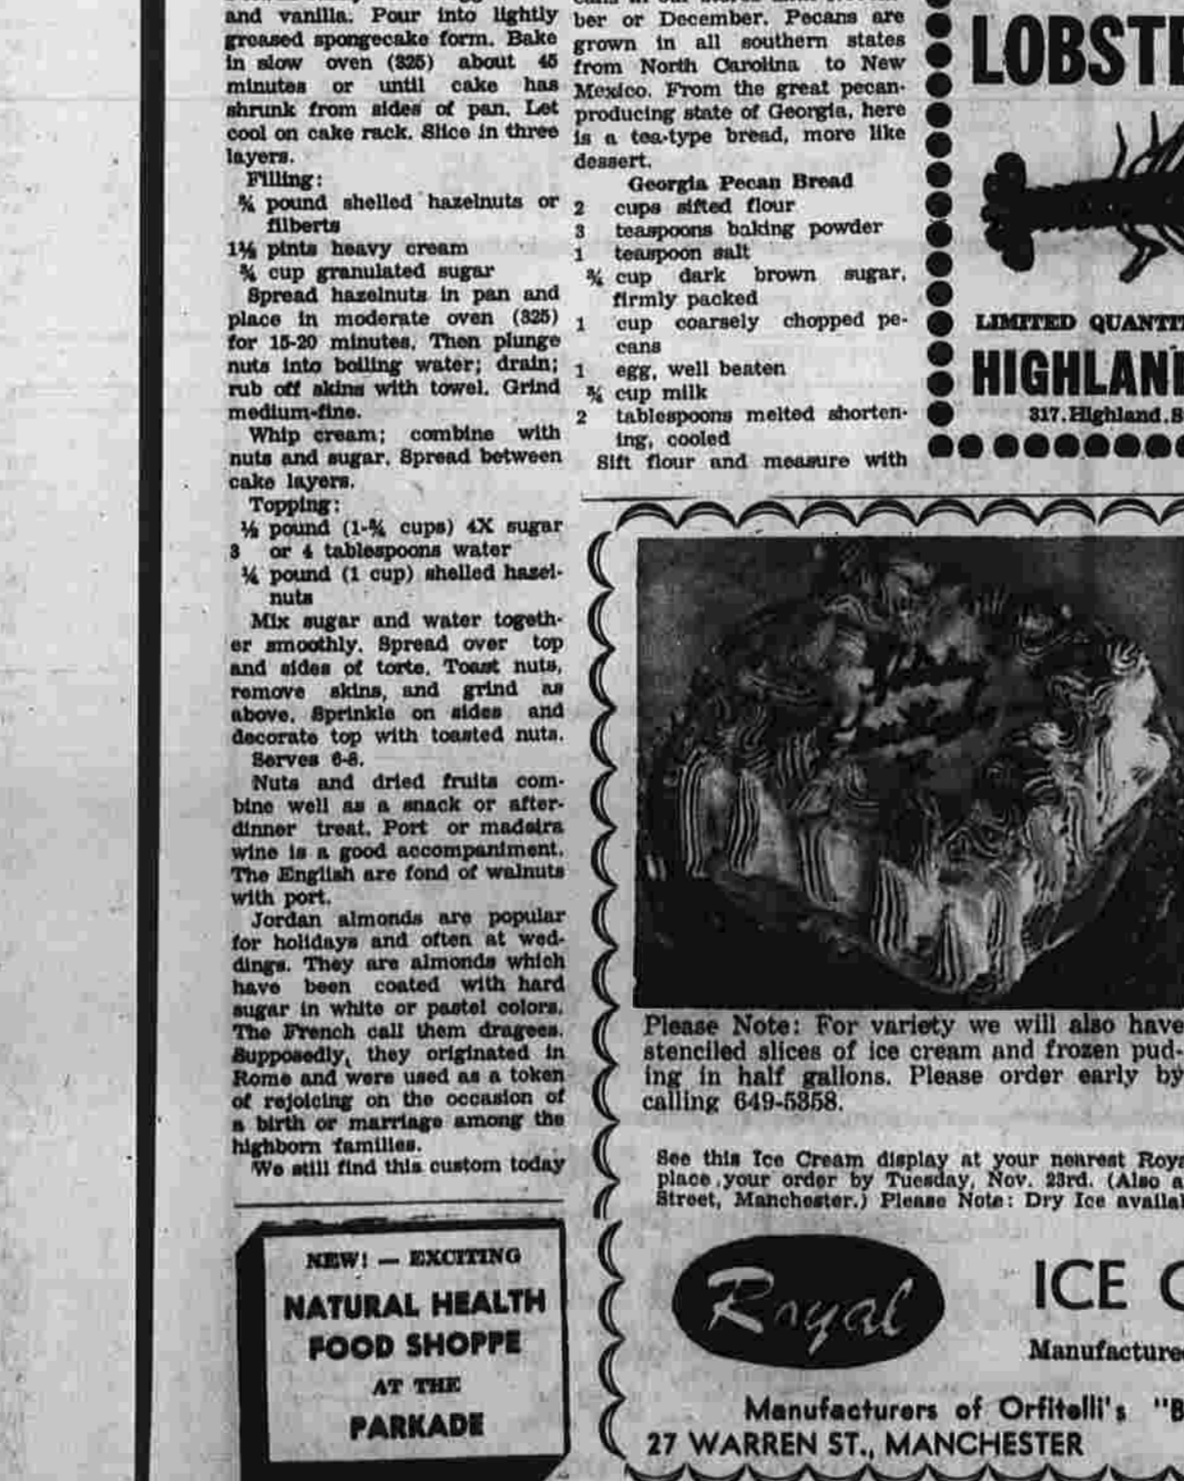 and vanilla. Pour into lightly
greased spongecake form. Bake
in slow oven (325) about 45
minutes or until cake has
shrunk from sides of pan. Let
cool on cake rack. Slice in three
layers.
Filling:
¾ pound shelled hazelnuts or
filberts
1½ pints heavy cream
¾ cup granulated sugar
Spread hazelnuts in pan and
place in moderate oven (325)
for 15-20 minutes. Then plunge
nuts into boiling water; drain;
rub off skins with towel. Grind
medium-fine.
Whip cream; combine with
nuts and sugar. Spread between
cake layers.
Topping:
½ pound (1-¾ cups) 4X sugar
3 or 4 tablespoons water
¼ pound (1 cup) shelled hazel-
nuts
Mix sugar and water togeth-
er smoothly. Spread over top
and sides of torte. Toast nuts,
remove skins, and grind as
above. Sprinkle on sides and
decorate top with toasted nuts.
Serves 6-8.
Nuts and dried fruits com-
bine well as a snack or after-
dinner treat. Port or madeira
wine is a good accompaniment.
The English are fond of walnuts
with port.
Jordan almonds are popular
for holidays and often at wed-
dings. They are almonds which
have been coated with hard
sugar in white or pastel colors.
The French call them dragees.
Supposedly, they originated in
Rome and were used as a token
of rejoicing on the occasion of
a birth or marriage among the
highborn families.
We still find this custom today
NEW! — EXCITING
NATURAL HEALTH
FOOD SHOPPE
AT THE
PARKADE
ber or December. Pecans are
grown in all southern states
from North Carolina to New
Mexico. From the great pecan-
producing state of Georgia, here
is a tea-type bread, more like
dessert.
Georgia Pecan Bread
2 cups sifted flour
3 teaspoons baking powder
1 teaspoon salt
¾ cup dark brown sugar,
firmly packed
1 cup coarsely chopped pe-
cans
1 egg, well beaten
¾ cup milk
2 tablespoons melted shorten-
ing, cooled
Sift flour and measure with
LOBSTE
LIMITED QUANTIT
HIGHLAN
317 Highland S
Please Note: For variety we will also have
stenciled slices of ice cream and frozen pud-
ing in half gallons. Please order early by
calling 649-5358.
See this Ice Cream display at your nearest Roya
place your order by Tuesday, Nov. 23rd. (Also a
Street, Manchester.) Please Note: Dry Ice availa
Royal
ICE C
Manufacture
Manufacturers of Orfitelli's "B
27 WARREN ST., MANCHESTER